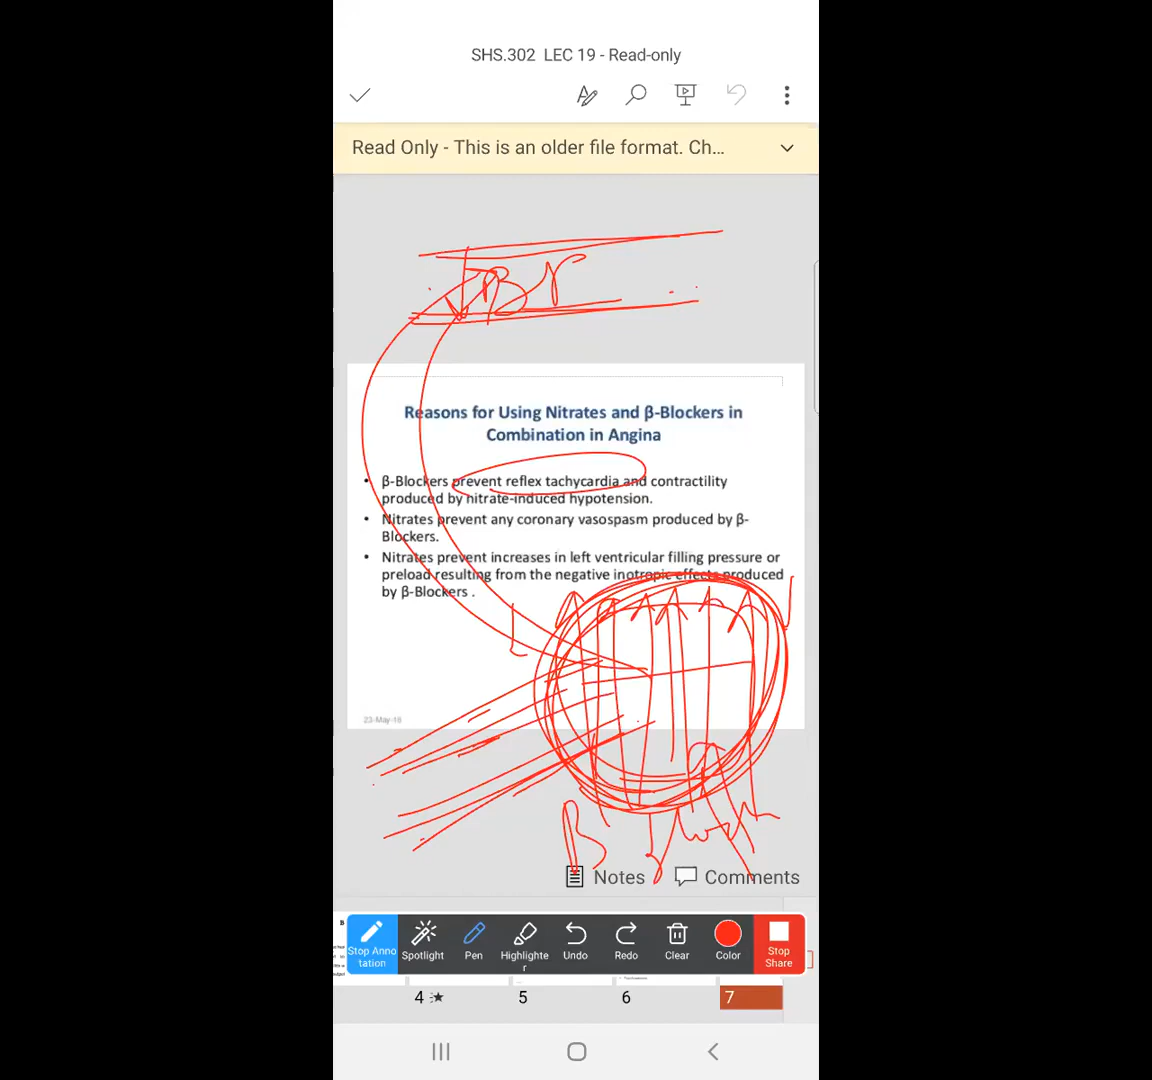 SHS.302 LEC 19 - Read-only
Read Only - This is an older file format. Ch...
Reasons for Using Nitrates and β-Blockers in
Combination in Angina
• β-Blockers prevent reflex tachycardia and contractility
produced by nitrate-induced hypotension.
• Nitrates prevent any coronary vasospasm produced by β-
Blockers.
• Nitrates prevent increases in left ventricular filling pressure or
preload resulting from the negative inotropic effects produced
by β-Blockers .
23-May-16
Notes
Comments
Stop Anno
tation
Spotlight
Pen
Highlighte
r
Undo
Redo
Clear
Color
Stop
Share
4
5
6
7